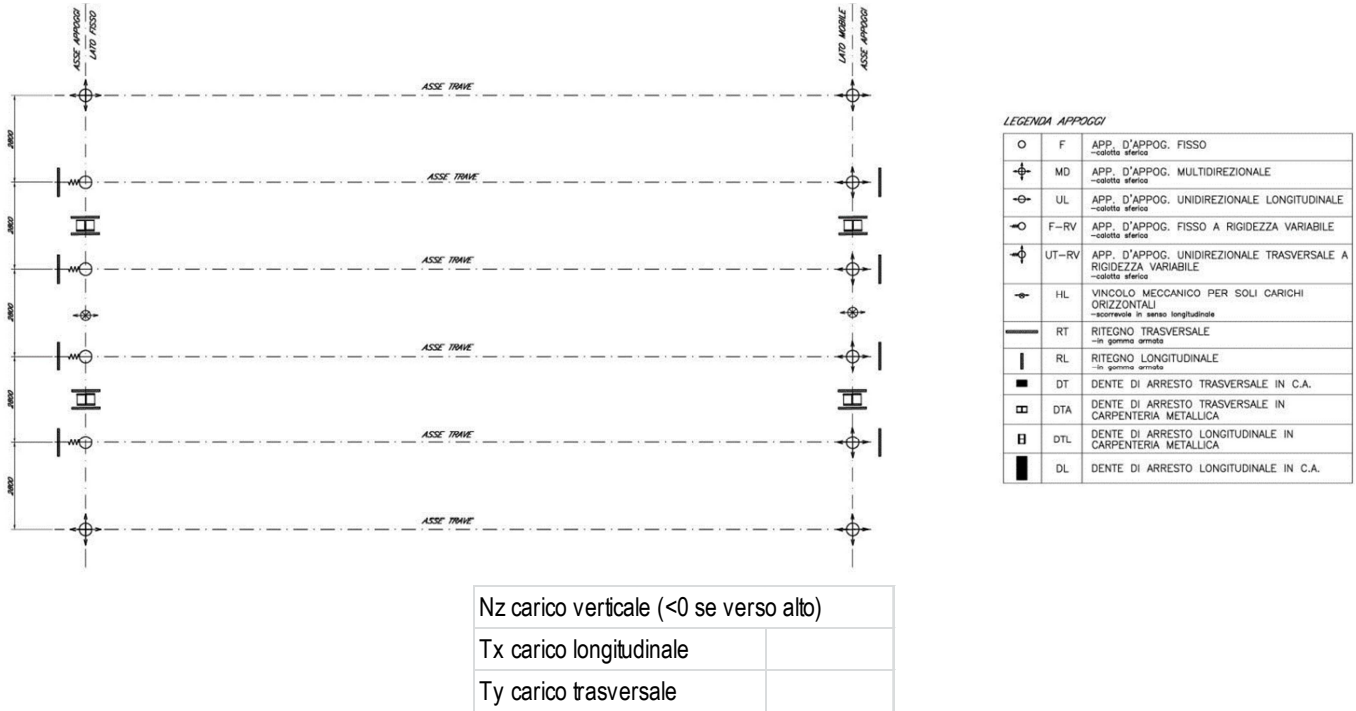 ASSE APPOGGI
LATO FISSO
LATO MOBILE
ASSE APPOGGI
ASSE TRAVE
2800
ASSE TRAVE
2800
ASSE TRAVE
2800
ASSE TRAVE
2800
ASSE TRAVE
2800
ASSE TRAVE
LEGENDA APPOGGI
F APP. D'APPOG. FISSO
-calotta sferica
MD APP. D'APPOG. MULTIDIREZIONALE
-calotta sferica
UL APP. D'APPOG. UNIDIREZIONALE LONGITUDINALE
-calotta sferica
F-RV APP. D'APPOG. FISSO A RIGIDEZZA VARIABILE
-calotta sferica
UT-RV APP. D'APPOG. UNIDIREZIONALE TRASVERSALE A
RIGIDEZZA VARIABILE
-calotta sferica
HL VINCOLO MECCANICO PER SOLI CARICHI
ORIZZONTALI
-scorrevole in senso longitudinale
RT RITEGNO TRASVERSALE
-in gomma armata
RL RITEGNO LONGITUDINALE
-in gomma armata
DT DENTE DI ARRESTO TRASVERSALE IN C.A.
DTA DENTE DI ARRESTO TRASVERSALE IN
CARPENTERIA METALLICA
DTL DENTE DI ARRESTO LONGITUDINALE IN
CARPENTERIA METALLICA
DL DENTE DI ARRESTO LONGITUDINALE IN C.A.
Nz carico verticale (<0 se verso alto)
Tx carico longitudinale
Ty carico trasversale